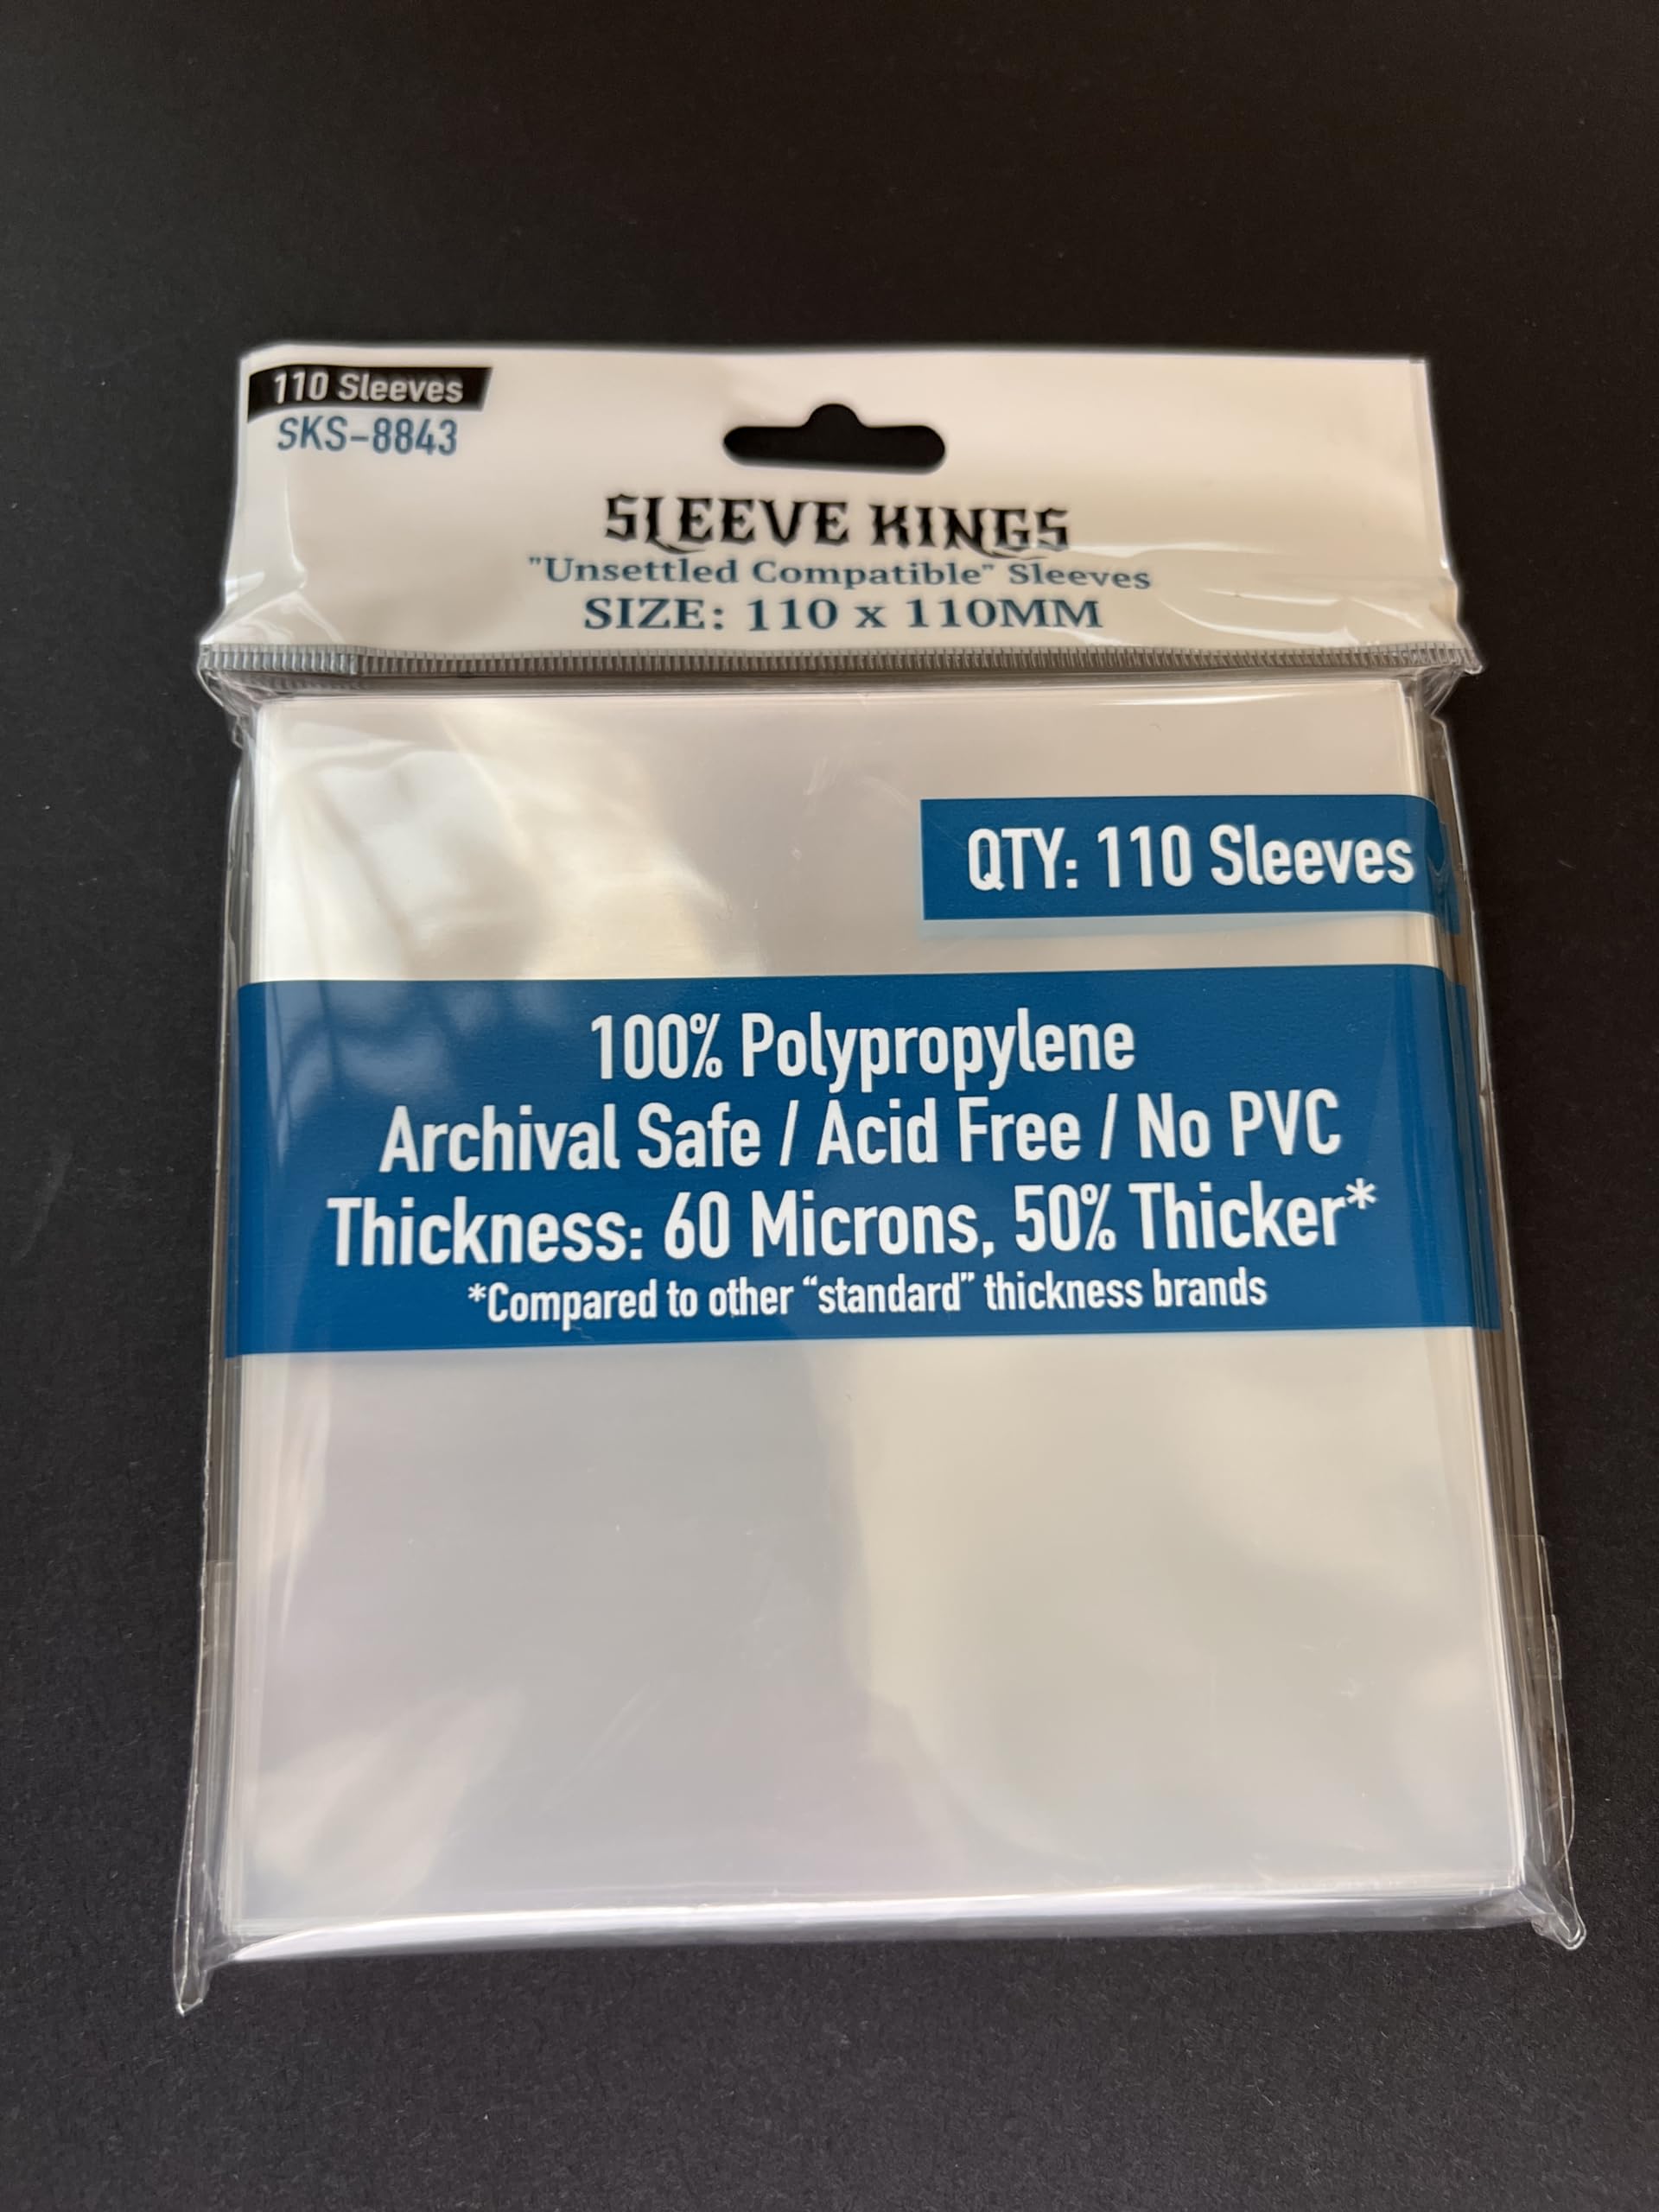 110 Sleeves
SKS-8843
SLEEVE KINGS
"Unsettled Compatible" Sleeves
SIZE: 110 x 110MM
QTY: 110 Sleeves
100% Polypropylene
Archival Safe / Acid Free / No PVC
Thickness: 60 Microns, 50% Thicker*
*Compared to other “standard” thickness brands